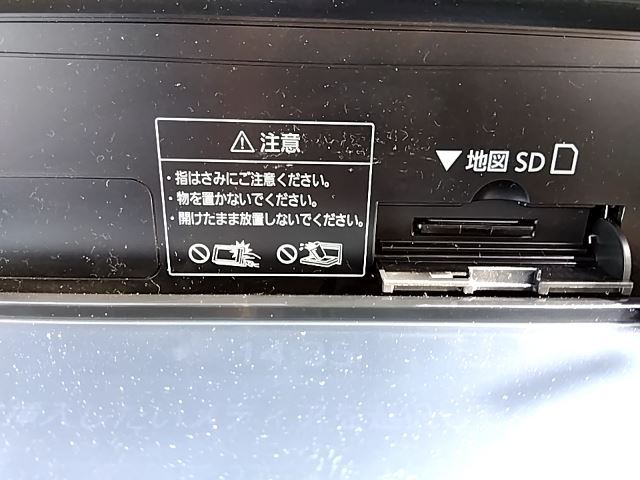 ⚠ 注意
・指はさみにご注意ください。
・物を置かないでください。
・開けたまま放置しないでください。
▼ 地図 SD